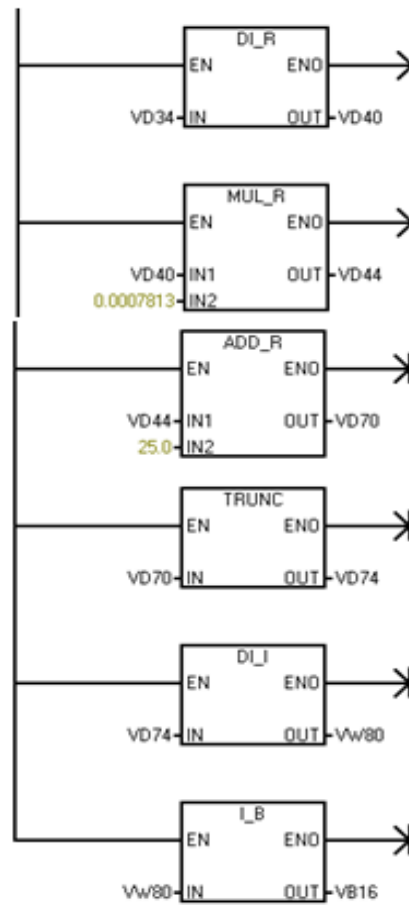 DI_R
EN ENO
VD34 IN OUT VD40
MUL_R
EN ENO
VD40 IN1 OUT VD44
0.0007813 IN2
ADD_R
EN ENO
VD44 IN1 OUT VD70
25.0 IN2
TRUNC
EN ENO
VD70 IN OUT VD74
DI_I
EN ENO
VD74 IN OUT VW80
I_B
EN ENO
VW80 IN OUT VB16